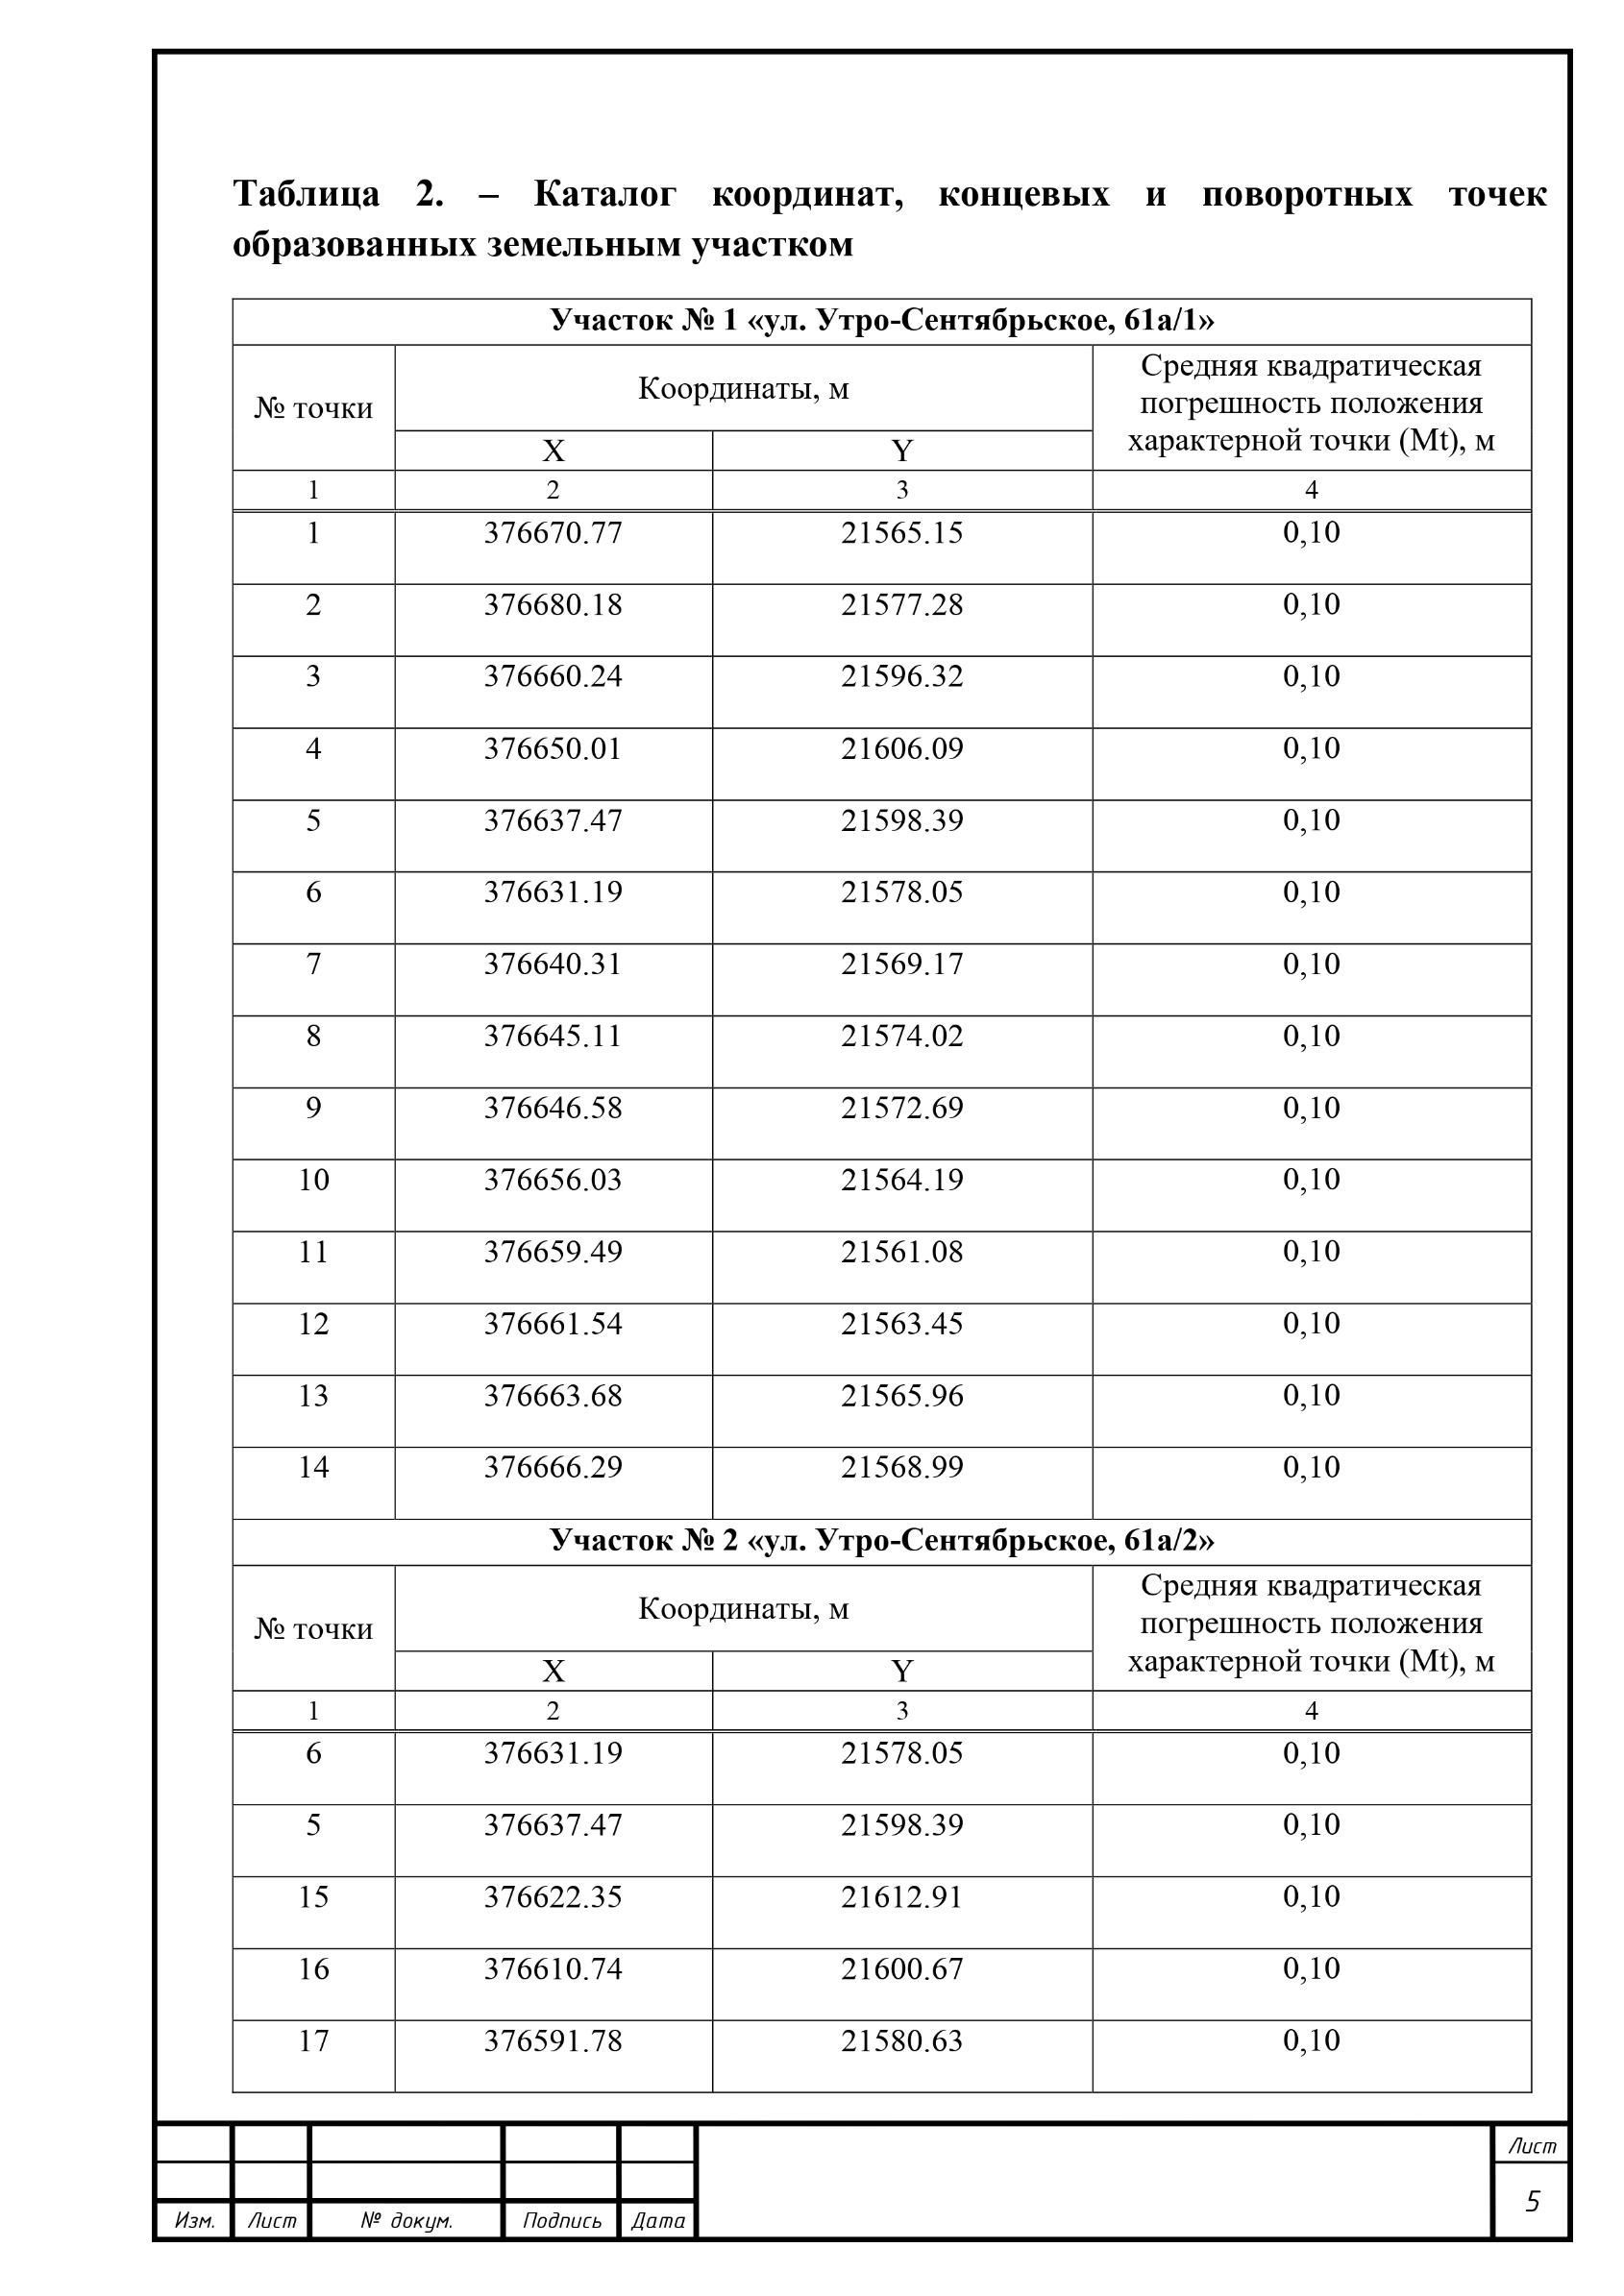 Таблица 2. – Каталог координат, концевых и поворотных точек
образованных земельным участком
Участок № 1 «ул. Утро-Сентябрьское, 61а/1»
№ точки Координаты, м Средняя квадратическая
погрешность положения
характерной точки (Mt), м
X Y
1 2 3 4
1 376670.77 21565.15 0,10
2 376680.18 21577.28 0,10
3 376660.24 21596.32 0,10
4 376650.01 21606.09 0,10
5 376637.47 21598.39 0,10
6 376631.19 21578.05 0,10
7 376640.31 21569.17 0,10
8 376645.11 21574.02 0,10
9 376646.58 21572.69 0,10
10 376656.03 21564.19 0,10
11 376659.49 21561.08 0,10
12 376661.54 21563.45 0,10
13 376663.68 21565.96 0,10
14 376666.29 21568.99 0,10
Участок № 2 «ул. Утро-Сентябрьское, 61а/2»
№ точки Координаты, м Средняя квадратическая
погрешность положения
характерной точки (Mt), м
X Y
1 2 3 4
6 376631.19 21578.05 0,10
5 376637.47 21598.39 0,10
15 376622.35 21612.91 0,10
16 376610.74 21600.67 0,10
17 376591.78 21580.63 0,10
Лист
5
Изм. Лист № докум. Подпись Дата